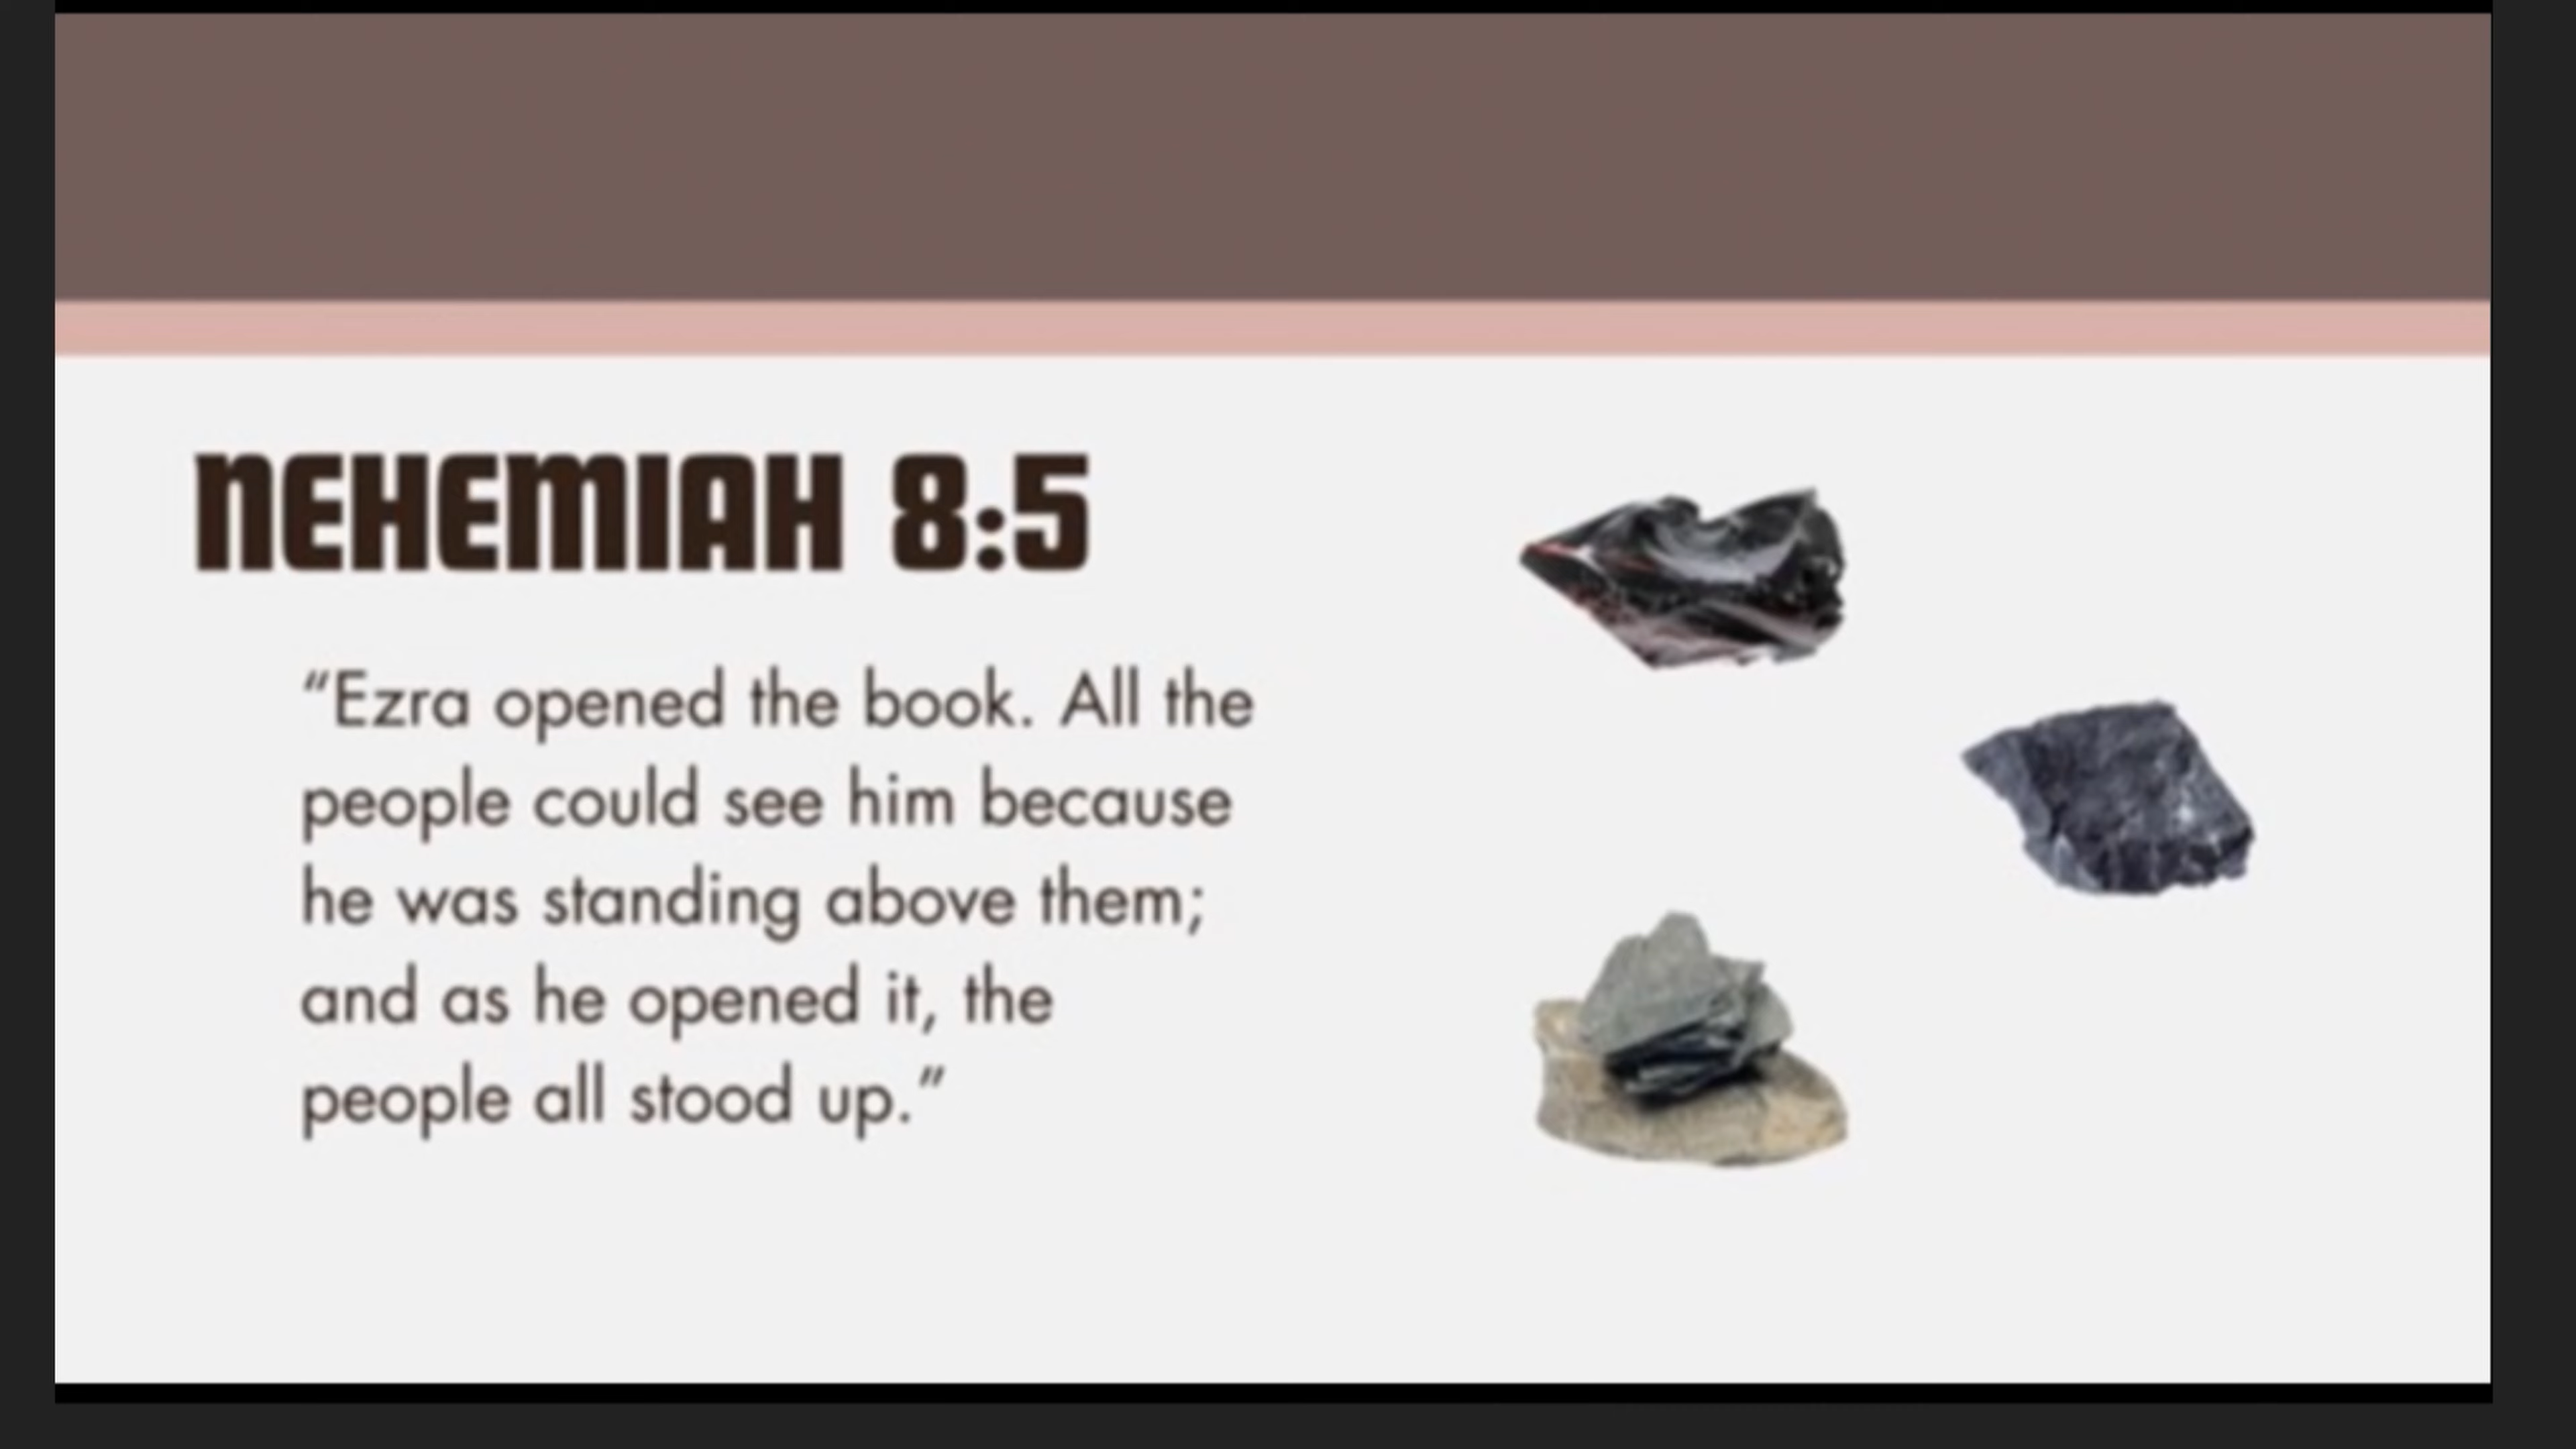 NEHEMIAH 8:5
“Ezra opened the book. All the
people could see him because
he was standing above them;
and as he opened it, the
people all stood up.”